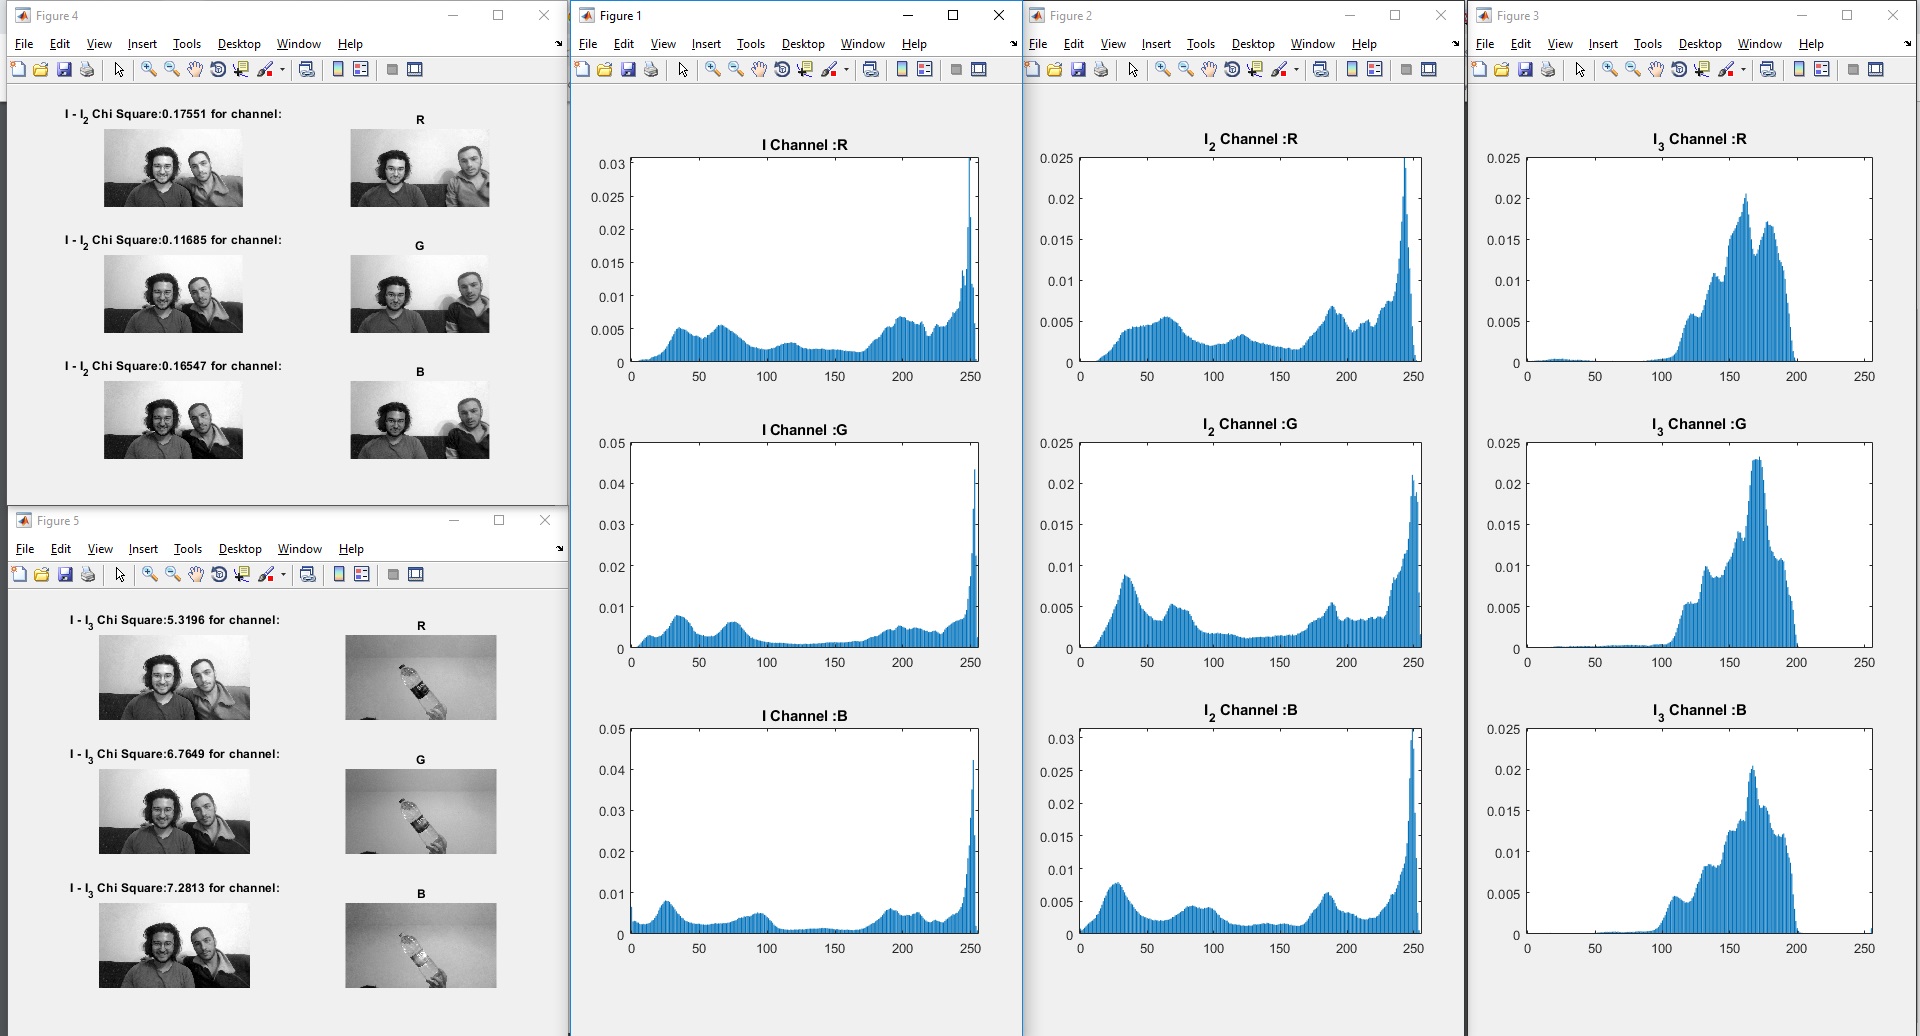 Figure 4
File Edit View Insert Tools Desktop Window Help
I - I2 Chi Square:0.17551 for channel:
R
I - I2 Chi Square:0.11685 for channel:
G
I - I2 Chi Square:0.16547 for channel:
B
Figure 5
File Edit View Insert Tools Desktop Window Help
I - I3 Chi Square:5.3196 for channel:
R
I - I3 Chi Square:6.7649 for channel:
G
I - I3 Chi Square:7.2813 for channel:
B
Figure 1
File Edit View Insert Tools Desktop Window Help
I Channel :R
0.03
0.025
0.02
0.015
0.01
0.005
0
0 50 100 150 200 250
I Channel :G
0.05
0.04
0.03
0.02
0.01
0
0 50 100 150 200 250
I Channel :B
0.05
0.04
0.03
0.02
0.01
0
0 50 100 150 200 250
Figure 2
File Edit View Insert Tools Desktop Window Help
I2 Channel :R
0.025
0.02
0.015
0.01
0.005
0
0 50 100 150 200 250
I2 Channel :G
0.025
0.02
0.015
0.01
0.005
0
0 50 100 150 200 250
I2 Channel :B
0.03
0.025
0.02
0.015
0.01
0.005
0
0 50 100 150 200 250
Figure 3
File Edit View Insert Tools Desktop Window Help
I3 Channel :R
0.025
0.02
0.015
0.01
0.005
0
0 50 100 150 200 250
I3 Channel :G
0.025
0.02
0.015
0.01
0.005
0
0 50 100 150 200 250
I3 Channel :B
0.025
0.02
0.015
0.01
0.005
0
0 50 100 150 200 250